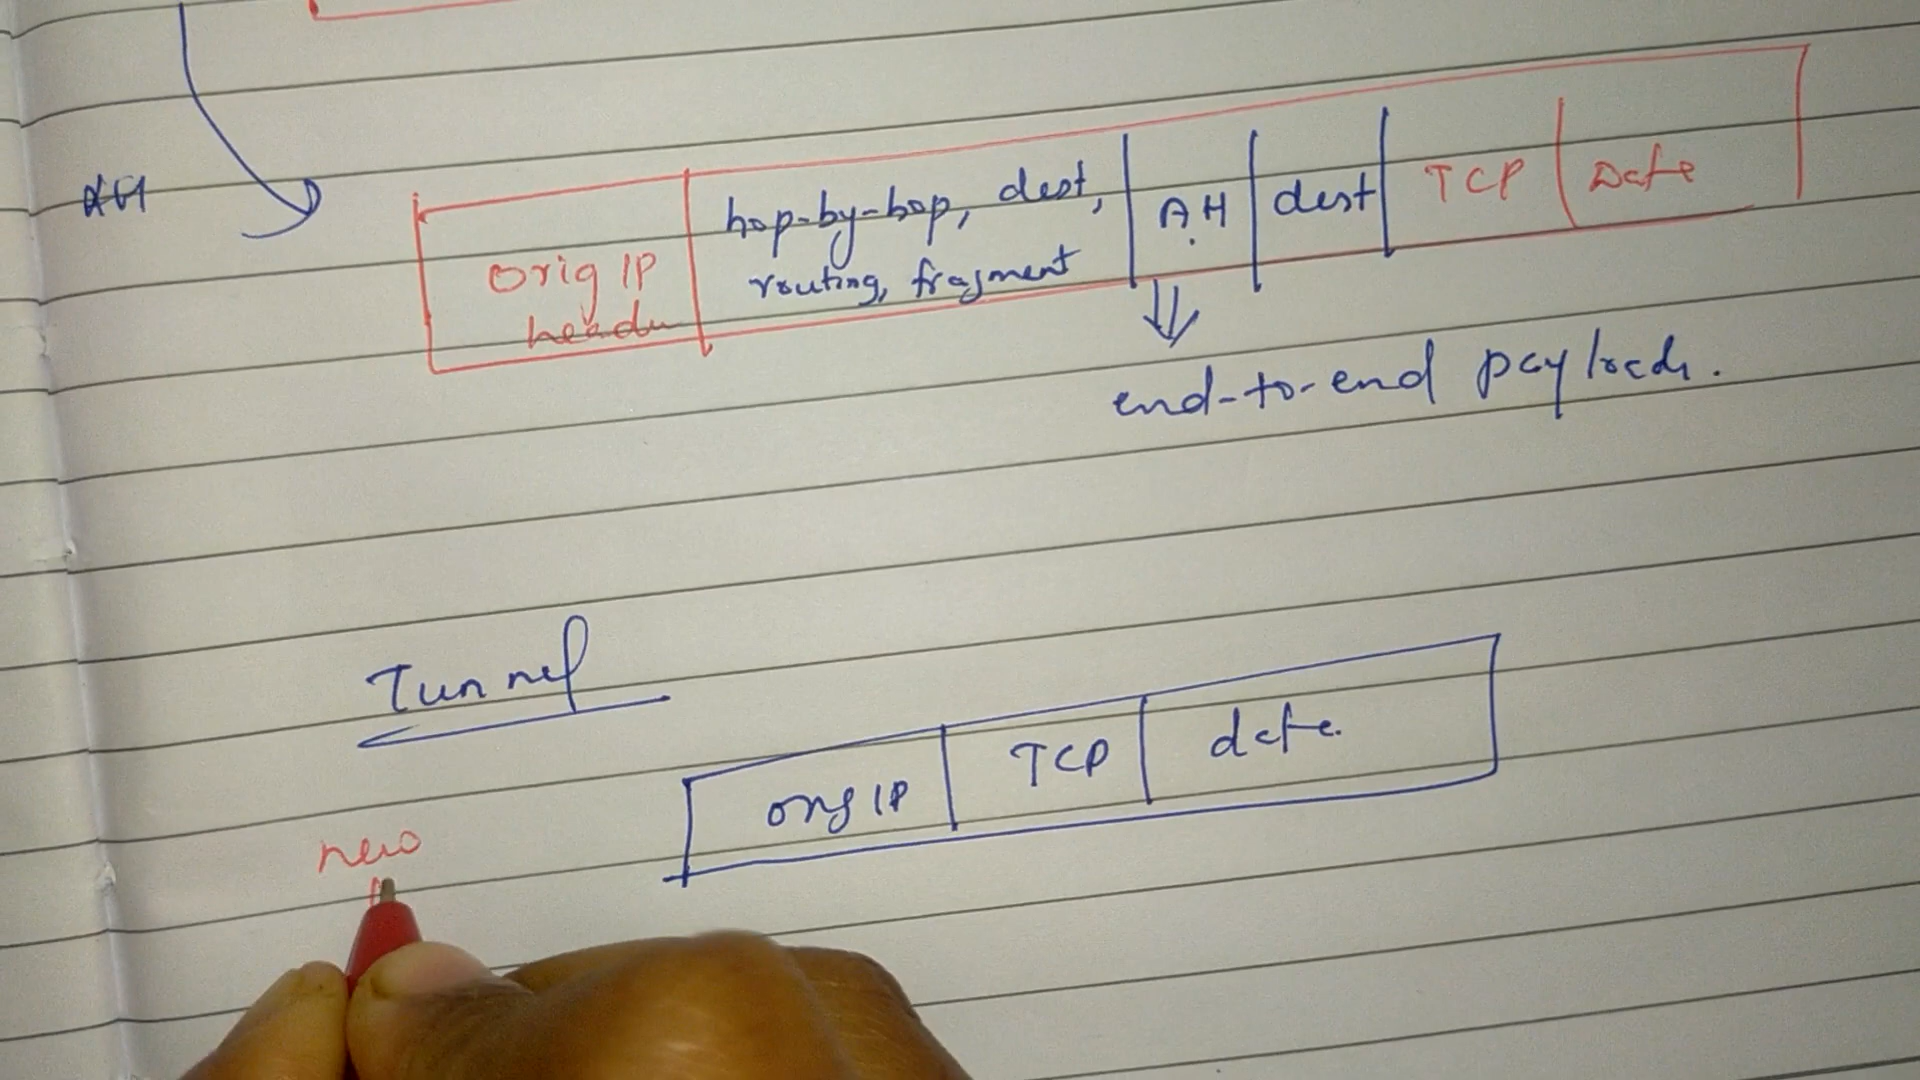 Orig IP header
hop-by-hop, dest,
routing, fragment
AH
dest
TCP
Data
end-to-end payload.
Tunnel
orig IP
TCP
data
new